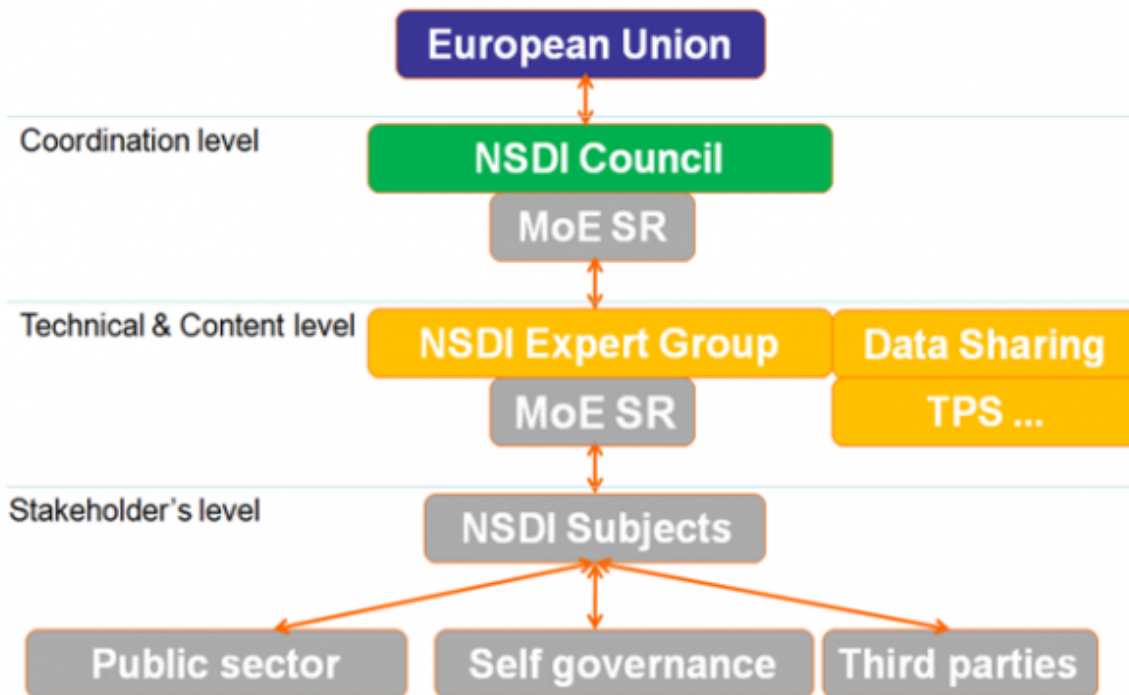 European Union
Coordination level
NSDI Council
MoE SR
Technical & Content level
NSDI Expert Group
Data Sharing
MoE SR
TPS ...
Stakeholder's level
NSDI Subjects
Public sector
Self governance
Third parties